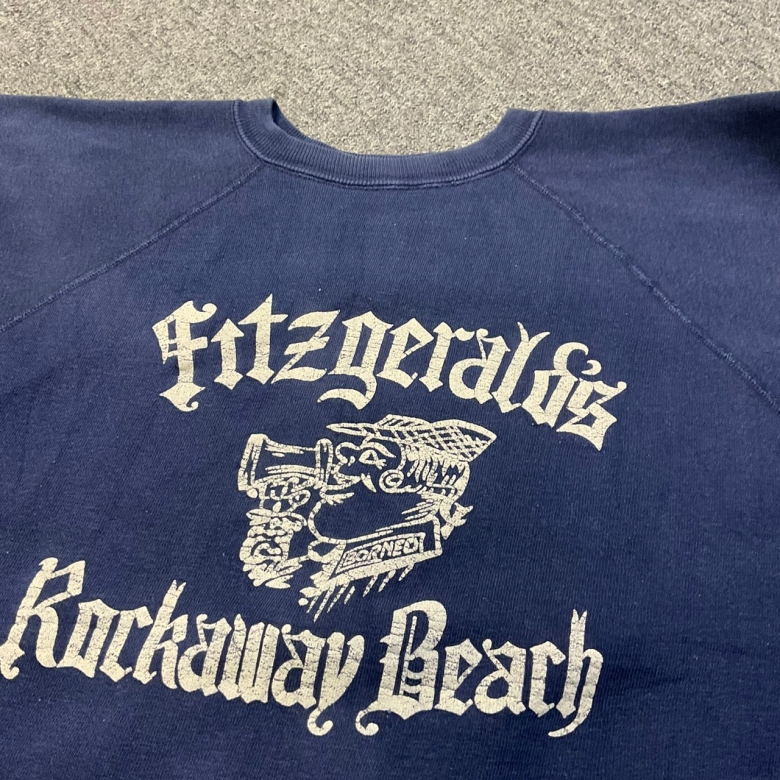 Fitzgerald's
BORNEO
Rockaway Beach